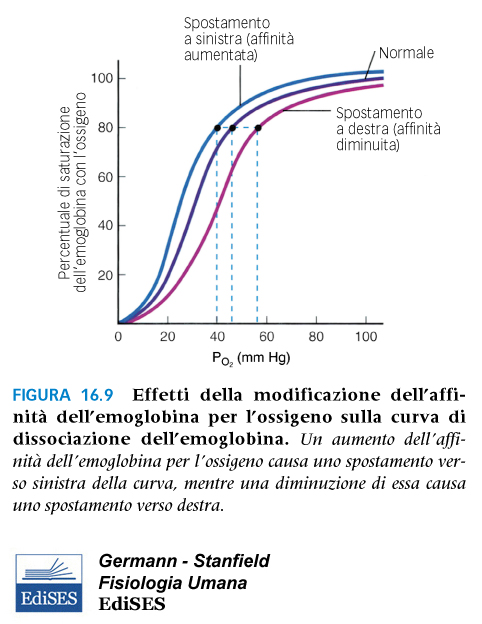 Spostamento
a sinistra (affinità
aumentata)
Normale
Spostamento
a destra (affinità
diminuita)
Percentuale di saturazione
dell'emoglobina con l'ossigeno
100
80
60
40
20
0
20
40
60
80
100
PO₂ (mm Hg)
FIGURA 16.9 Effetti della modificazione dell'affi-
nità dell'emoglobina per l'ossigeno sulla curva di
dissociazione dell'emoglobina. Un aumento dell'affi-
nità dell'emoglobina per l'ossigeno causa uno spostamento ver-
so sinistra della curva, mentre una diminuzione di essa causa
uno spostamento verso destra.
EdiSES
Germann - Stanfield
Fisiologia Umana
EdiSES